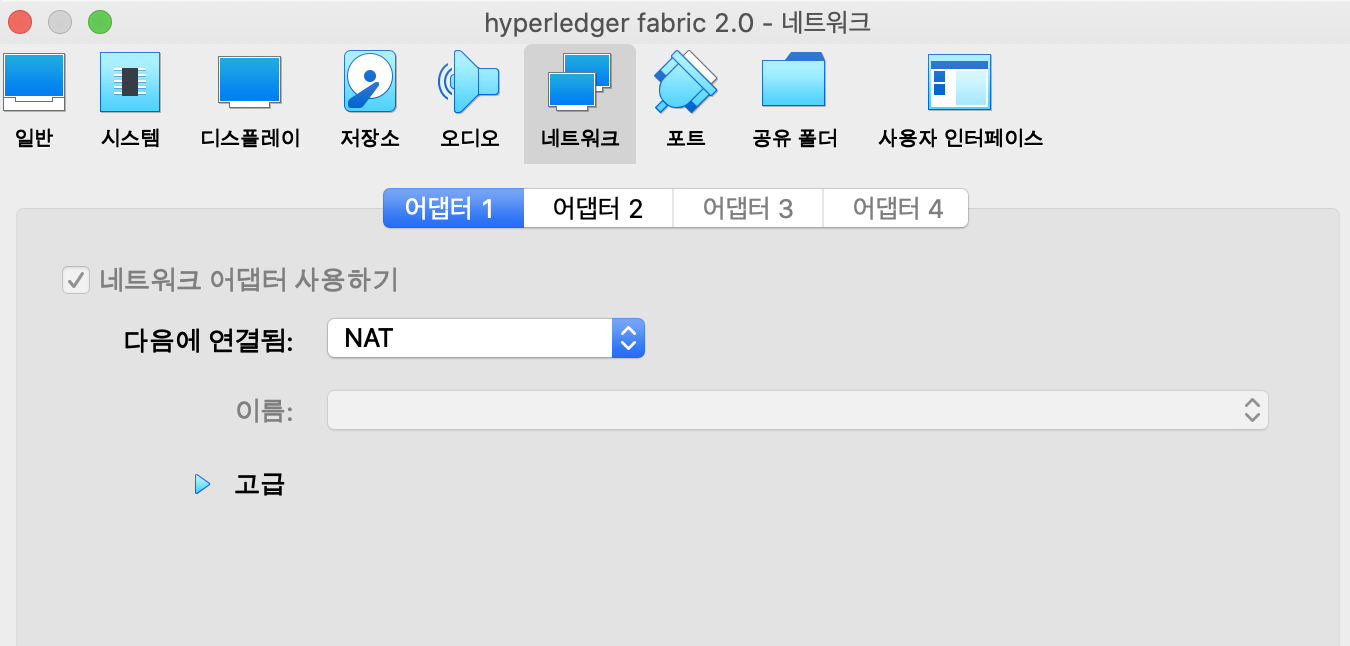 hyperledger fabric 2.0 - 네트워크
일반 시스템 디스플레이 저장소 오디오 네트워크 포트 공유 폴더 사용자 인터페이스
어댑터 1 어댑터 2 어댑터 3 어댑터 4
네트워크 어댑터 사용하기
다음에 연결됨: NAT
이름:
고급